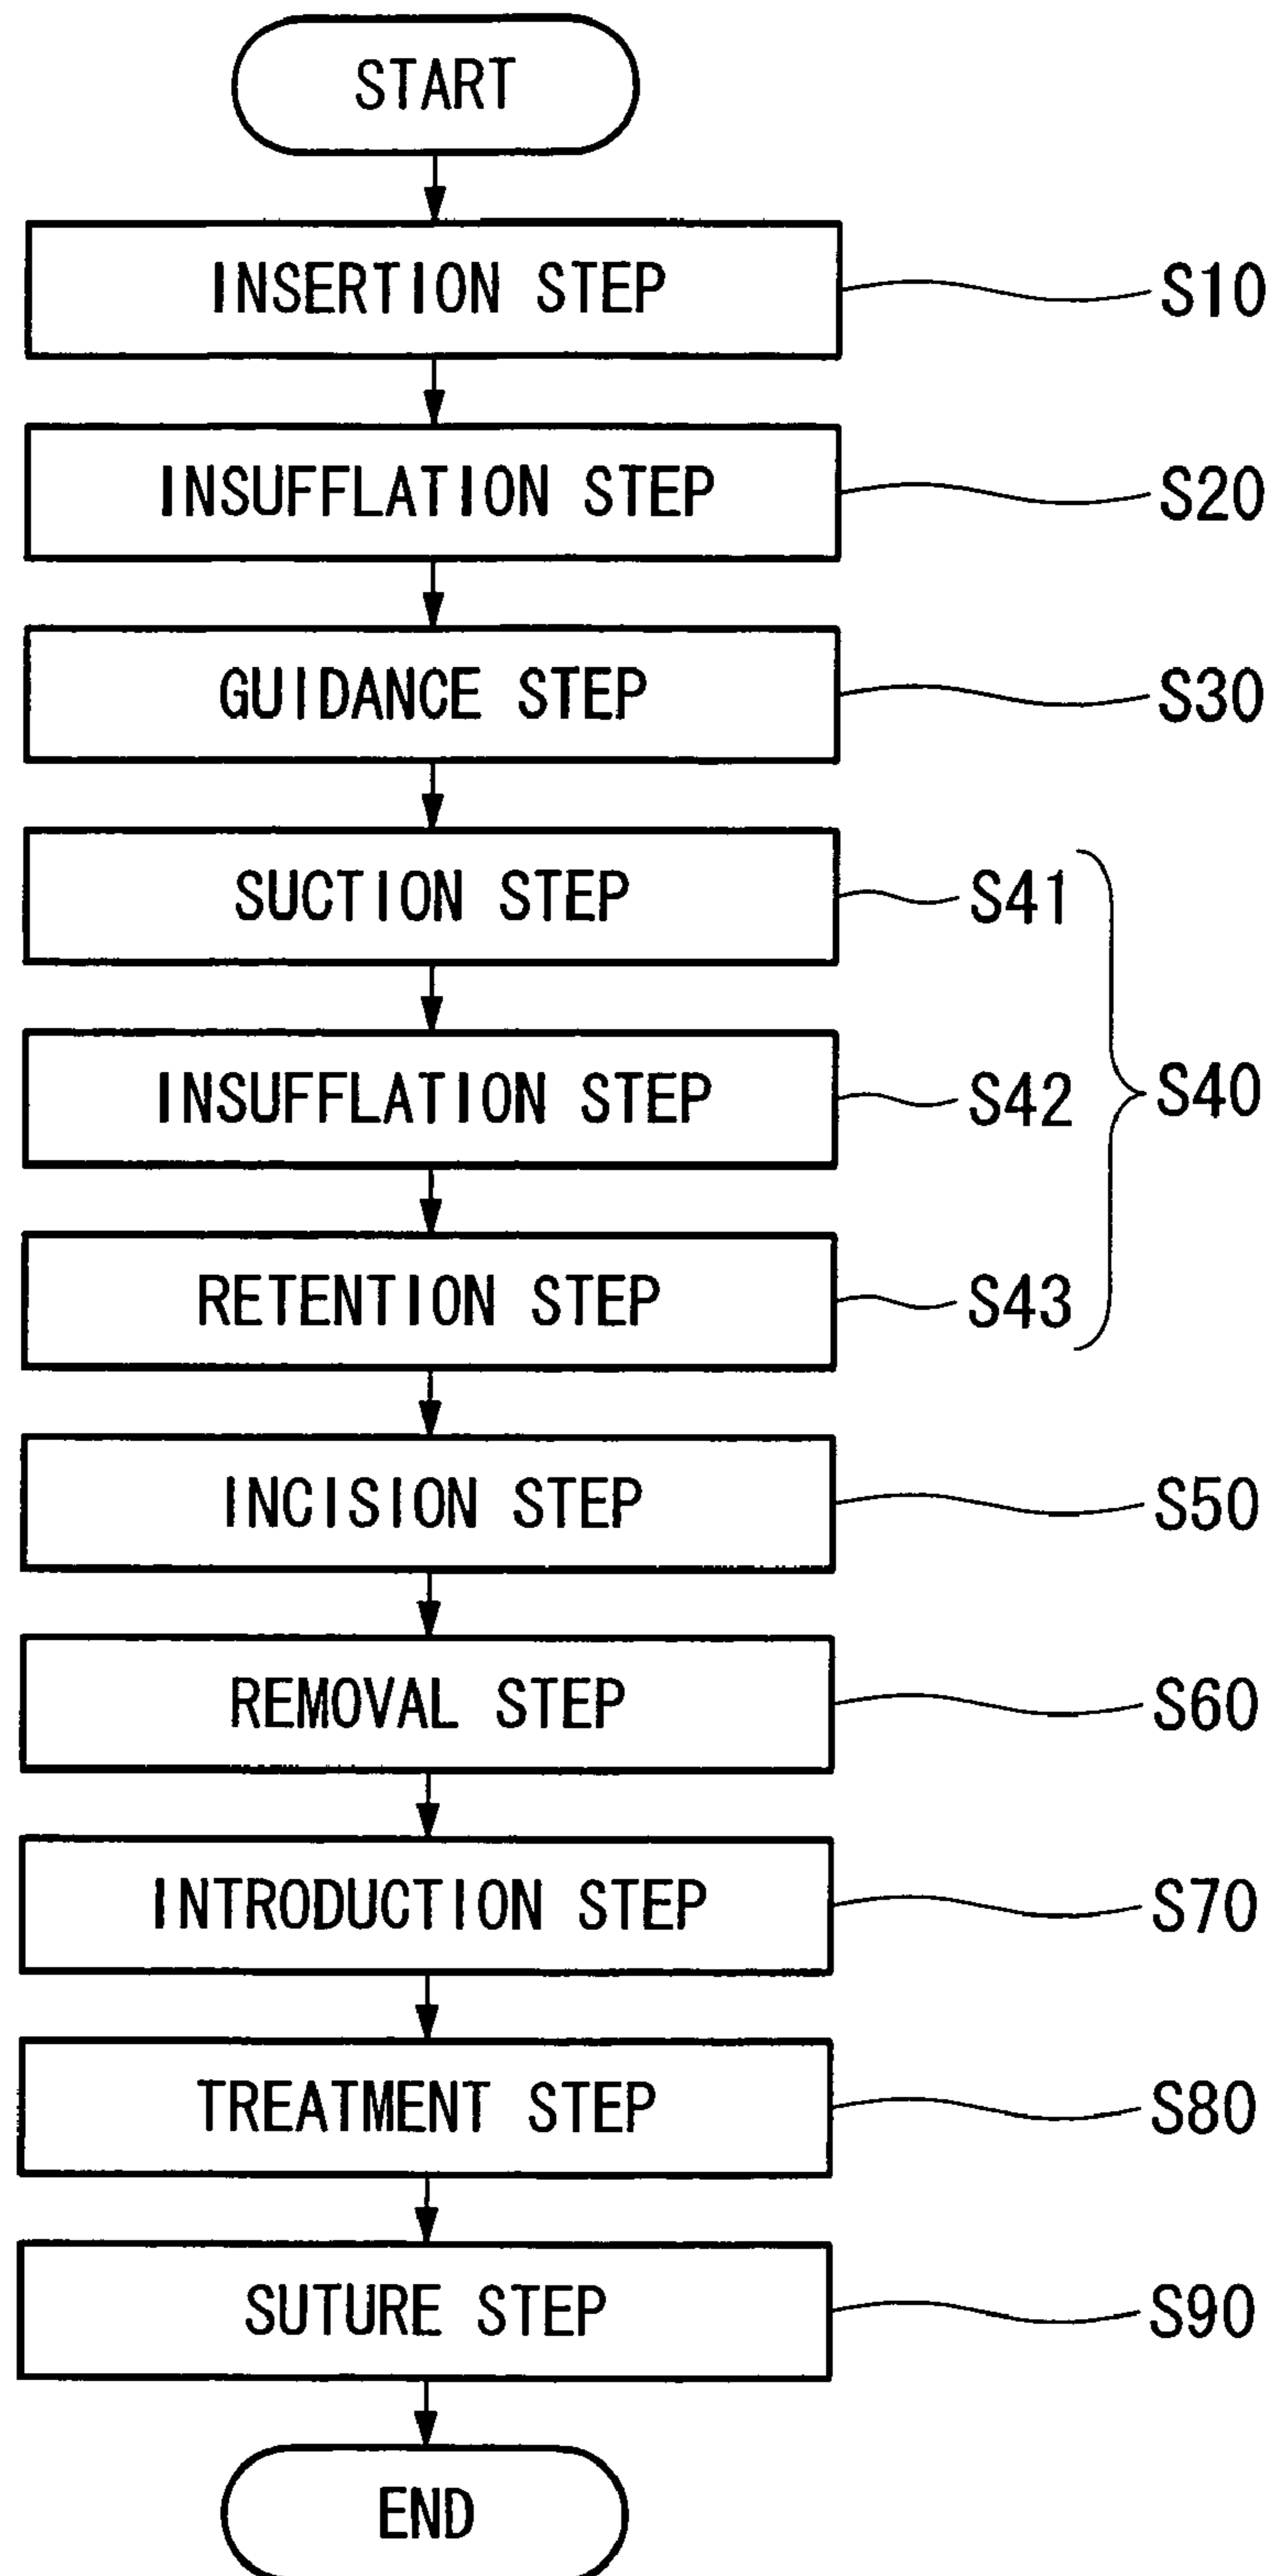 START
INSERTION STEP S10
INSUFFLATION STEP S20
GUIDANCE STEP S30
SUCTION STEP S41
INSUFFLATION STEP S42 S40
RETENTION STEP S43
INCISION STEP S50
REMOVAL STEP S60
INTRODUCTION STEP S70
TREATMENT STEP S80
SUTURE STEP S90
END